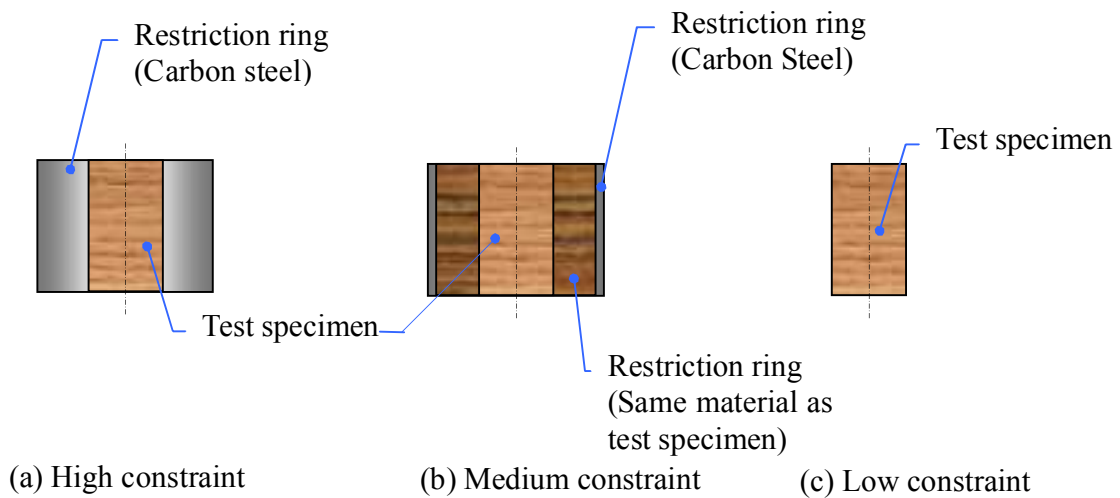 Restriction ring
(Carbon steel)
Restriction ring
(Carbon Steel)
Test specimen
Test specimen
Restriction ring
(Same material as
test specimen)
(a) High constraint
(b) Medium constraint
(c) Low constraint